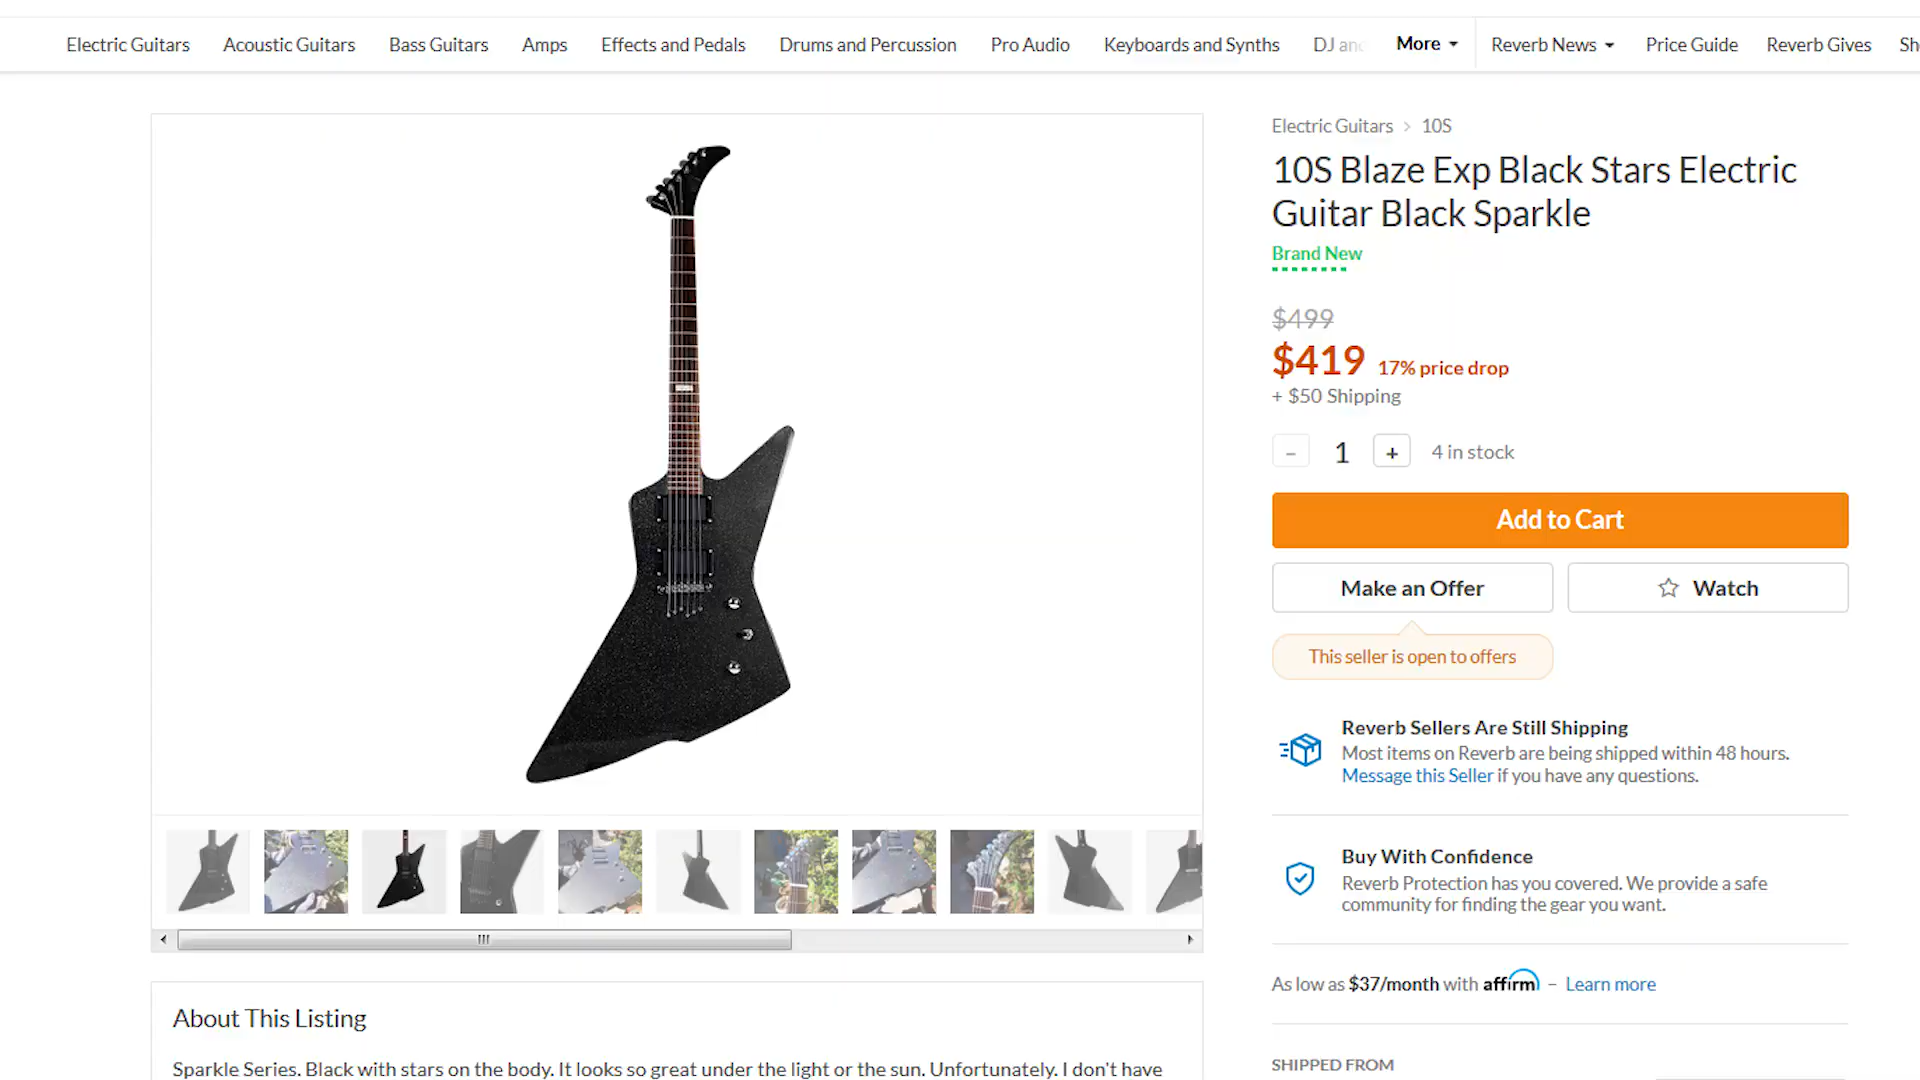 Electric Guitars Acoustic Guitars Bass Guitars Amps Effects and Pedals Drums and Percussion Pro Audio Keyboards and Synths DJ and More Reverb News Price Guide Reverb Gives Sh
Electric Guitars > 10S
10S Blaze Exp Black Stars Electric
Guitar Black Sparkle
Brand New
$499
$419 17% price drop
+ $50 Shipping
- 1 + 4 in stock
Add to Cart
Make an Offer Watch
This seller is open to offers
Reverb Sellers Are Still Shipping
Most items on Reverb are being shipped within 48 hours.
Message this Seller if you have any questions.
Buy With Confidence
Reverb Protection has you covered. We provide a safe
community for finding the gear you want.
As low as $37/month with affirm – Learn more
SHIPPED FROM
About This Listing
Sparkle Series. Black with stars on the body. It looks so great under the light or the sun. Unfortunately. I don't have